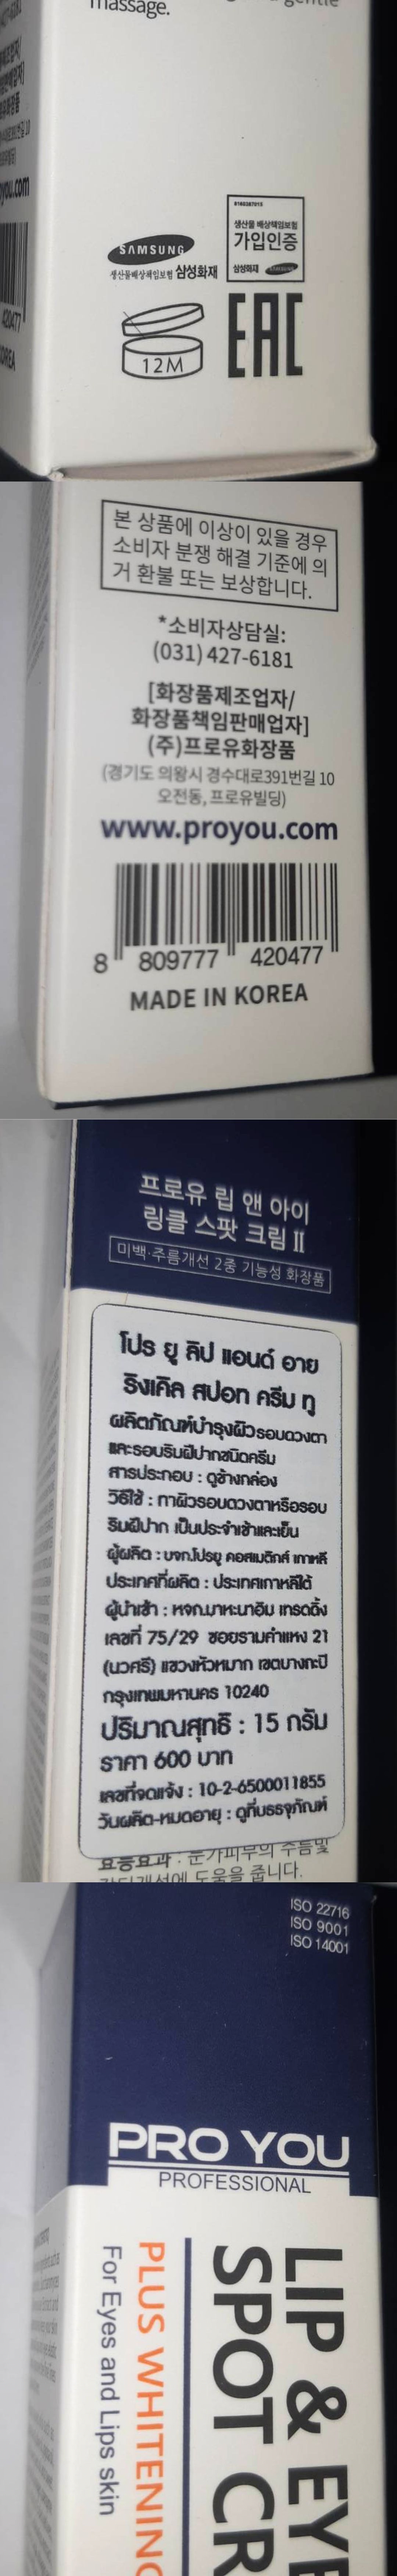 massage.
SAMSUNG
생산물배상책임보험 삼성화재
생산물 배상책임보험
가입인증
삼성화재 SAMSUNG
12M
EAC
본 상품에 이상이 있을 경우
소비자 분쟁 해결 기준에 의
거 환불 또는 보상합니다.
*소비자상담실:
(031) 427-6181
[화장품제조업자/
화장품책임판매업자]
(주)프로유화장품
(경기도 의왕시 경수대로391번길 10
오전동, 프로유빌딩)
www.proyou.com
8 809777 420477
MADE IN KOREA
프로유 립 앤 아이
링클 스팟 크림 II
미백·주름개선 2중 기능성 화장품
โปร ยู ลิป แอนด์ อาย
ริงเคิล สปอท ครีม ทู
ผลิตภัณฑ์บำรุงผิวรอบดวงตา
และรอบริมฝีปากชนิดครีม
สารประกอบ : ดูข้างกล่อง
วิธีใช้ : ทาผิวรอบดวงตาหรือรอบ
ริมฝีปาก เป็นประจำเช้าและเย็น
ผู้ผลิต : บจก.โปรยู คอสเมติกส์ เกาหลี
ประเทศที่ผลิต : ประเทศเกาหลีใต้
ผู้นำเข้า : หจก.มาหะนาอิม เทรดดิ้ง
เลขที่ 75/29 ซอยรามคำแหง 21
(นวศรี) แขวงหัวหมาก เขตบางกะปิ
กรุงเทพมหานคร 10240
ปริมาณสุทธิ : 15 กรัม
ราคา 600 บาท
เลขที่จดแจ้ง : 10-2-6500011855
วันผลิต-หมดอายุ : ดูที่บรรจุภัณฑ์
효능효과 : 눈가피부의 주름및
도움을 줍니다.
ISO 22716
ISO 9001
ISO 14001
PRO YOU
PROFESSIONAL
LIP & EYE
SPOT CR
PLUS WHITENING
For Eyes and Lips skin